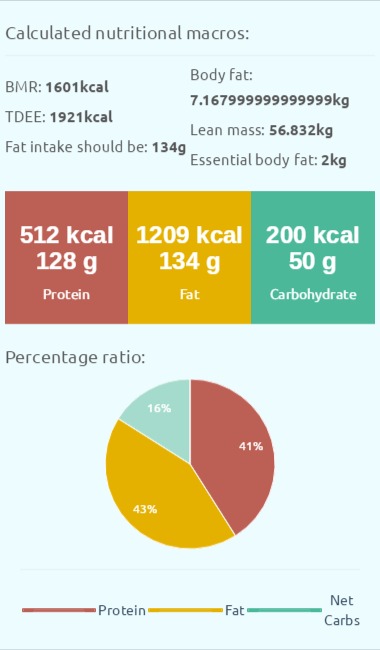 Calculated nutritional macros:
BMR: 1601kcal
TDEE: 1921kcal
Fat intake should be: 134g
Body fat:
7.167999999999999kg
Lean mass: 56.832kg
Essential body fat: 2kg
512 kcal
128 g
Protein
1209 kcal
134 g
Fat
200 kcal
50 g
Carbohydrate
Percentage ratio:
16%
41%
43%
Protein
Fat
Net
Carbs